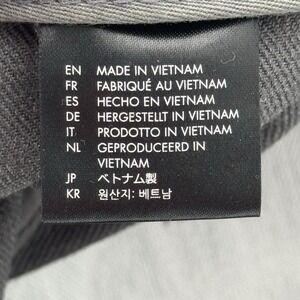 EN MADE IN VIETNAM
FR FABRIQUÉ AU VIETNAM
ES HECHO EN VIETNAM
DE HERGESTELLT IN VIETNAM
IT PRODOTTO IN VIETNAM
NL GEPRODUCEERD IN
VIETNAM
JP ベトナム製
KR 원산지: 베트남